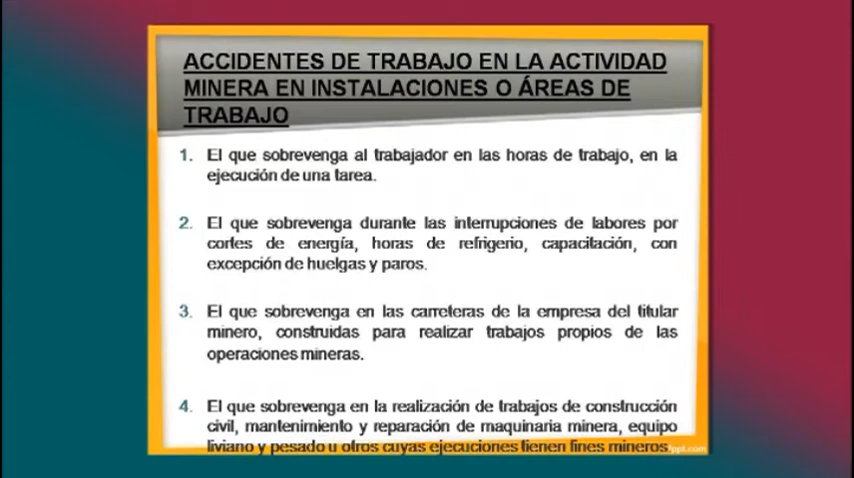 ACCIDENTES DE TRABAJO EN LA ACTIVIDAD
MINERA EN INSTALACIONES O ÁREAS DE
TRABAJO
1. El que sobrevenga al trabajador en las horas de trabajo, en la
ejecución de una tarea.
2. El que sobrevenga durante las interrupciones de labores por
cortes de energía, horas de refrigerio, capacitación, con
excepción de huelgas y paros.
3. El que sobrevenga en las carreteras de la empresa del titular
minero, construidas para realizar trabajos propios de las
operaciones mineras.
4. El que sobrevenga en la realización de trabajos de construcción
civil, mantenimiento y reparación de maquinaria minera, equipo
liviano y pesado u otros cuyas ejecuciones tienen fines mineros.